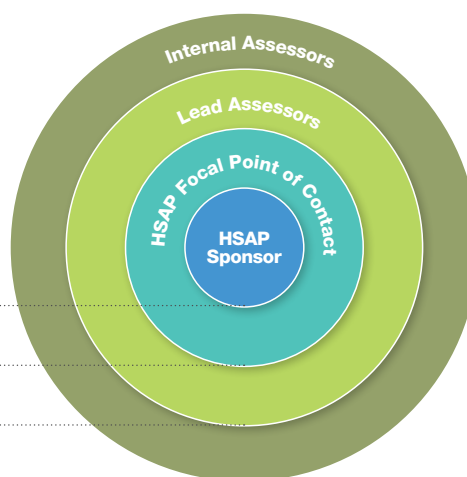 Internal Assessors
Lead Assessors
HSAP Focal Point of Contact
HSAP
Sponsor